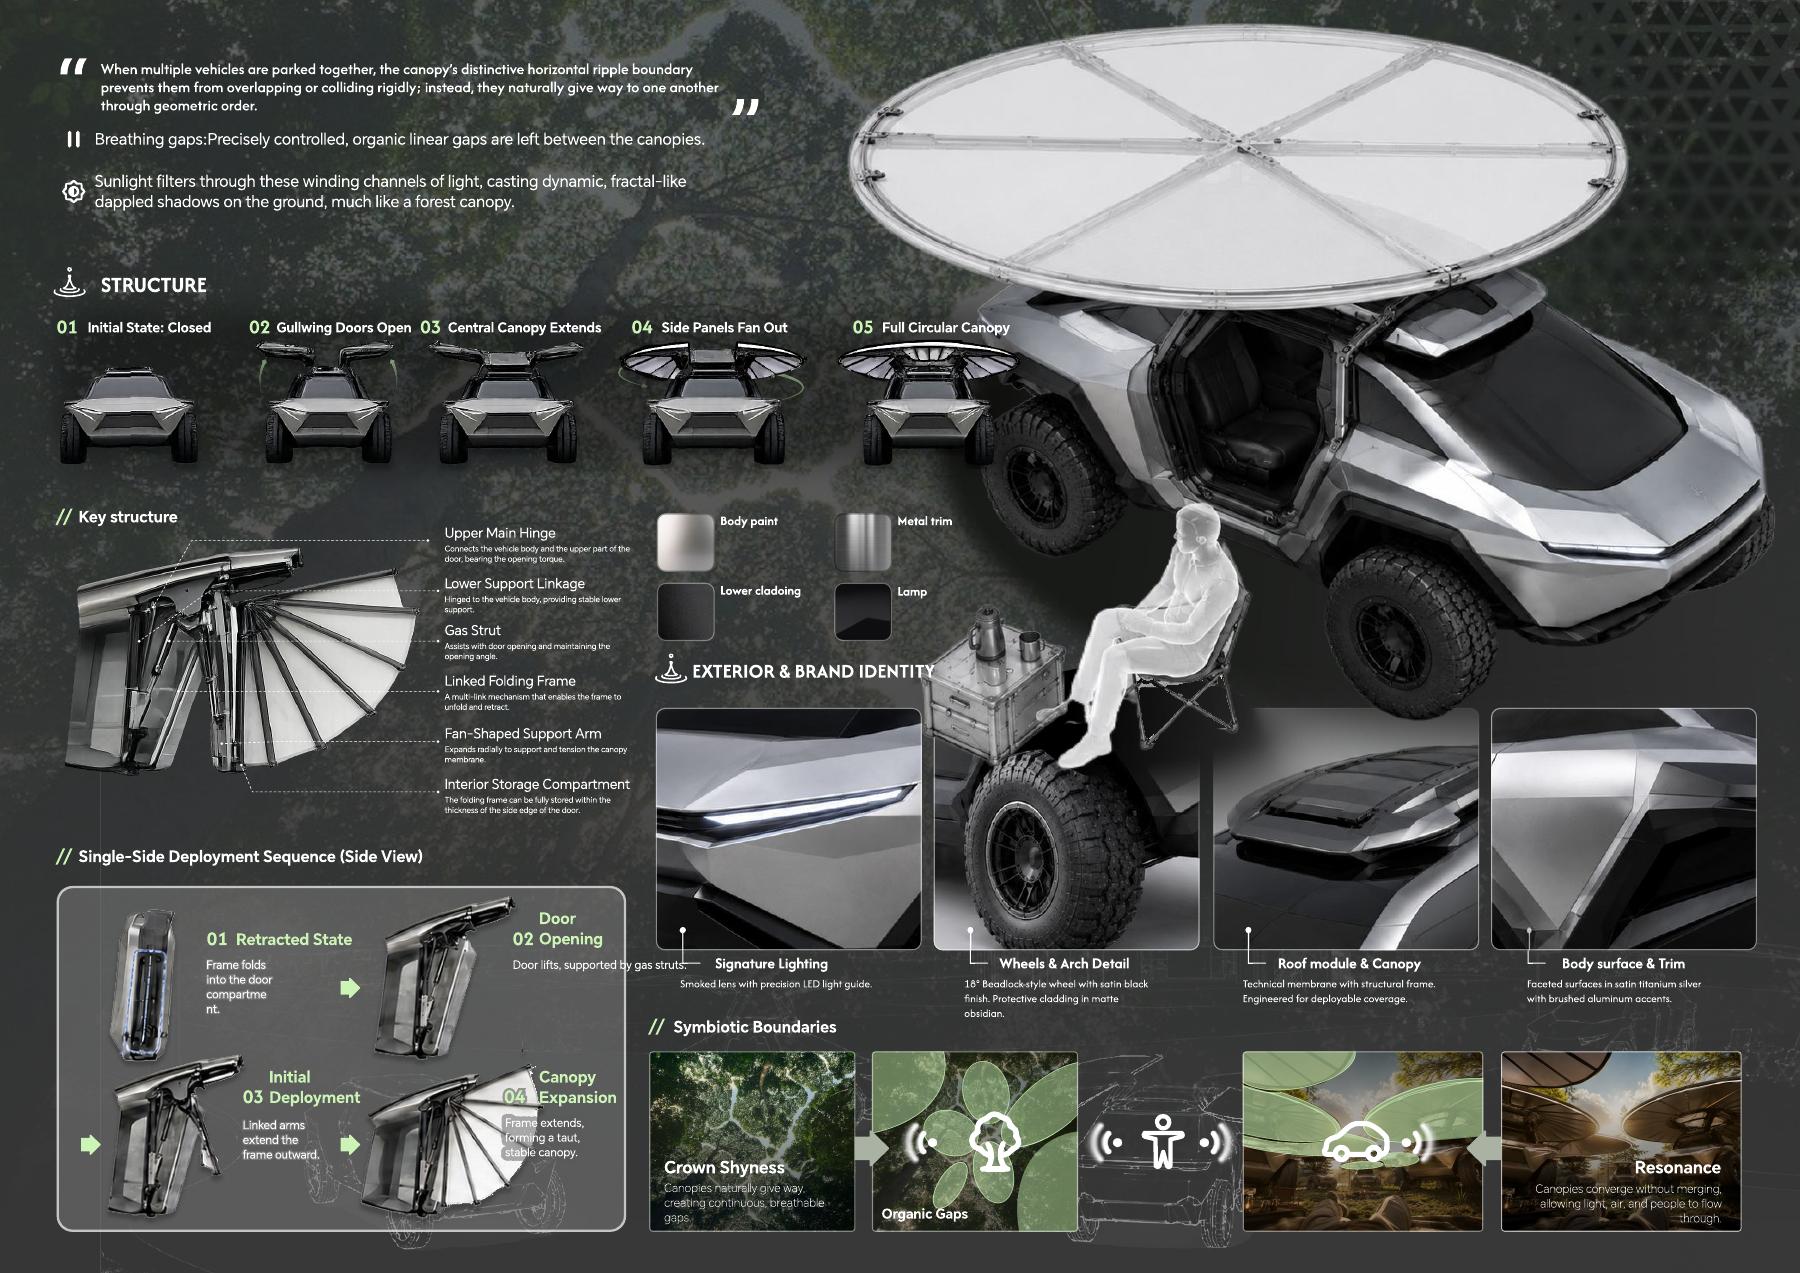 “
When multiple vehicles are parked together, the canopy's distinctive horizontal ripple boundary
prevents them from overlapping or colliding rigidly; instead, they naturally give way to one another
through geometric order.
”
Breathing gaps:Precisely controlled, organic linear gaps are left between the canopies.
Sunlight filters through these winding channels of light, casting dynamic, fractal-like
dappled shadows on the ground, much like a forest canopy.
STRUCTURE
01 Initial State: Closed
02 Gullwing Doors Open
03 Central Canopy Extends
04 Side Panels Fan Out
05 Full Circular Canopy
// Key structure
Upper Main Hinge
Connects the vehicle body and the upper part of the
door, bearing the opening torque.
Lower Support Linkage
Hinged to the vehicle body, providing stable lower
support.
Gas Strut
Assists with door opening and maintaining the
opening angle.
Linked Folding Frame
A multi-link mechanism that enables the frame to
unfold and retract.
Fan-Shaped Support Arm
Expands radially to support and tension the canopy
membrane.
Interior Storage Compartment
The folding frame can be fully stored within the
thickness of the side edge of the door.
Body paint
Metal trim
Lower cladoing
Lamp
EXTERIOR & BRAND IDENTITY
Signature Lighting
Smoked lens with precision LED light guide.
Wheels & Arch Detail
18° Beadlock-style wheel with satin black
finish. Protective cladding in matte
obsidian.
Roof module & Canopy
Technical membrane with structural frame.
Engineered for deployable coverage.
Body surface & Trim
Faceted surfaces in satin titanium silver
with brushed aluminum accents.
// Single-Side Deployment Sequence (Side View)
01 Retracted State
Frame folds
into the door
compartme
nt.
Door
02 Opening
Door lifts, supported by gas struts.
Initial
03 Deployment
Linked arms
extend the
frame outward.
Canopy
04 Expansion
Frame extends,
forming a taut,
stable canopy.
// Symbiotic Boundaries
Crown Shyness
Canopies naturally give way,
creating continuous, breathable
gaps.
Organic Gaps
Resonance
Canopies converge without merging,
allowing light, air, and people to flow
through.